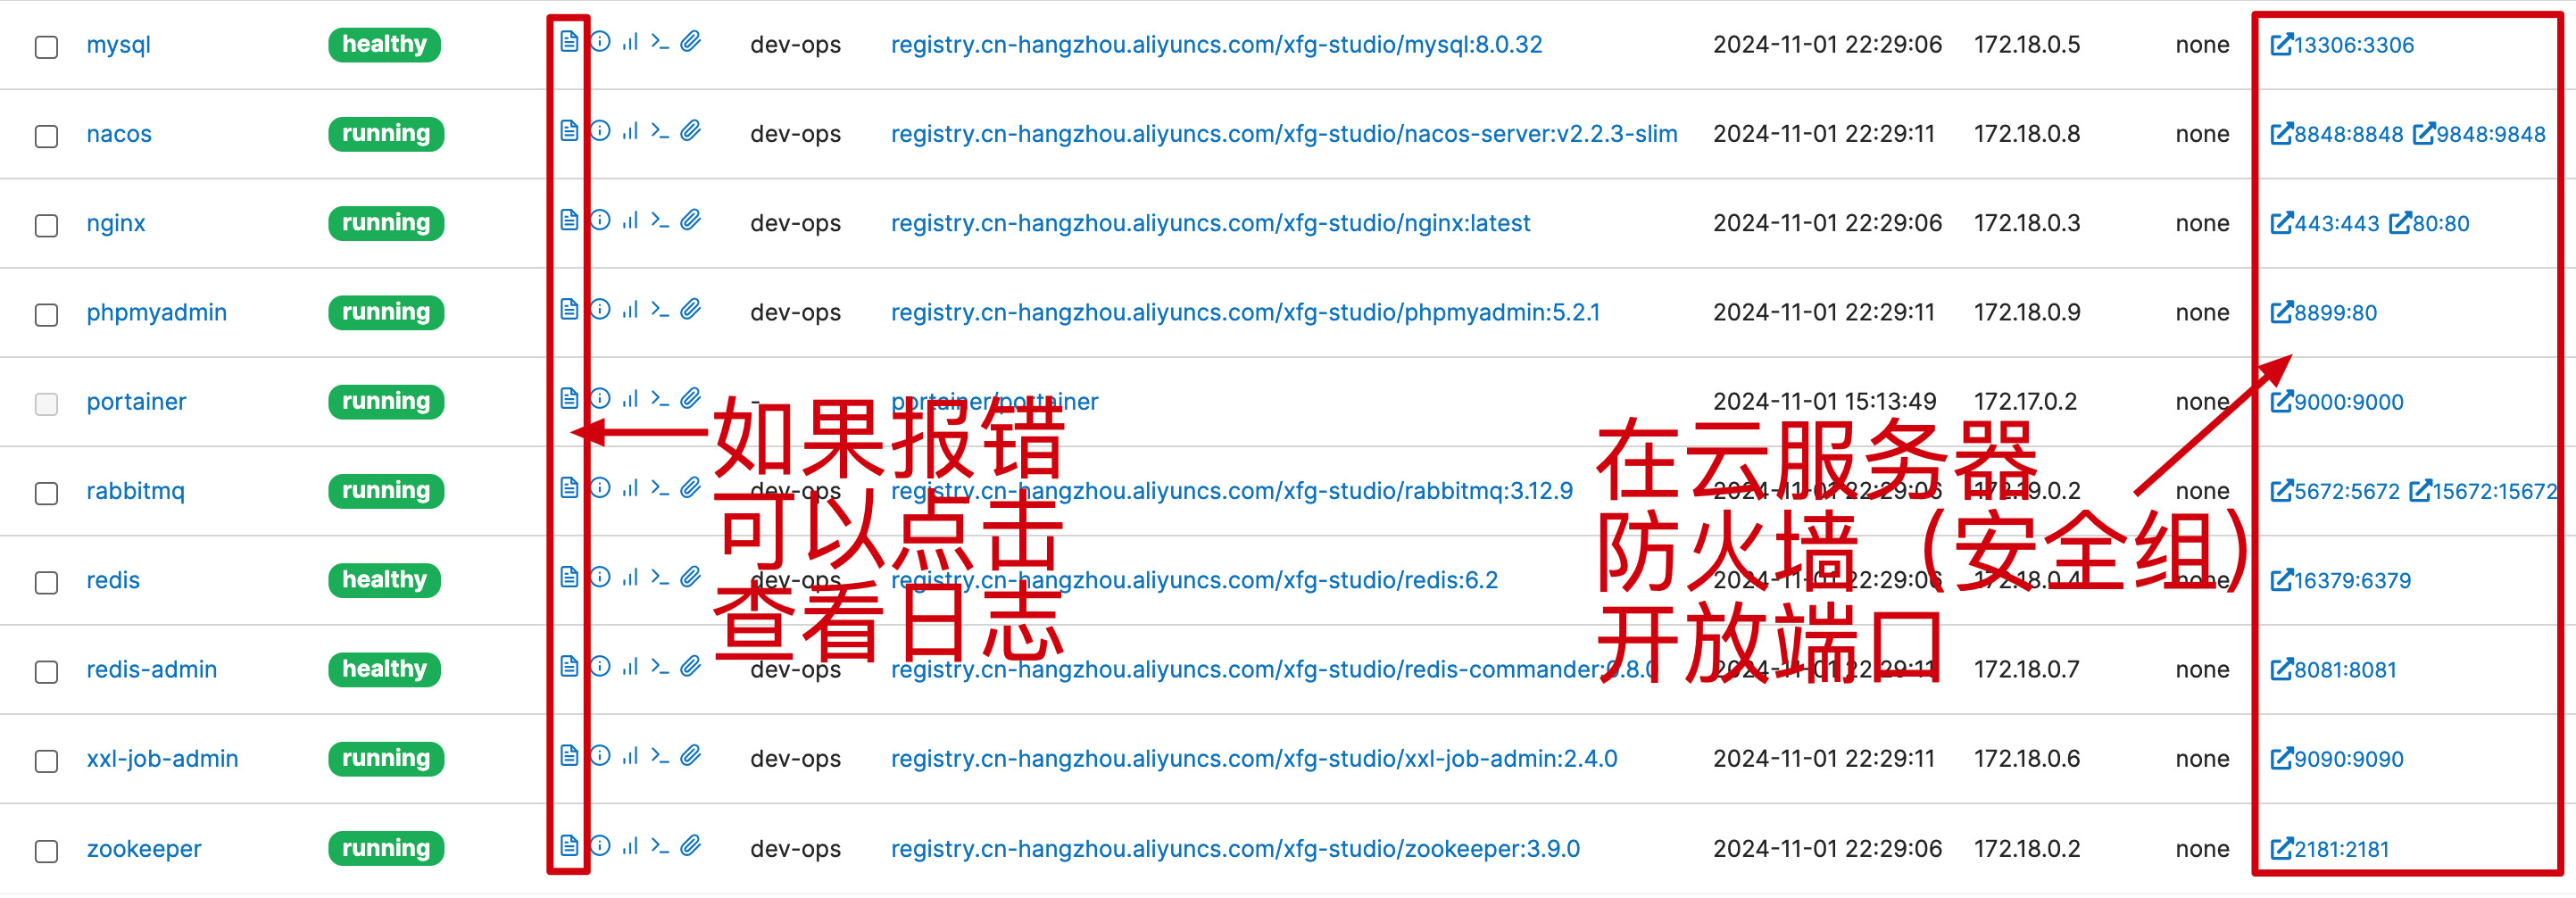 mysql healthy dev-ops registry.cn-hangzhou.aliyuncs.com/xfg-studio/mysql:8.0.32 2024-11-01 22:29:06 172.18.0.5 none 13306:3306
nacos running dev-ops registry.cn-hangzhou.aliyuncs.com/xfg-studio/nacos-server:v2.2.3-slim 2024-11-01 22:29:11 172.18.0.8 none 8848:8848 9848:9848
nginx running dev-ops registry.cn-hangzhou.aliyuncs.com/xfg-studio/nginx:latest 2024-11-01 22:29:06 172.18.0.3 none 443:443 80:80
phpmyadmin running dev-ops registry.cn-hangzhou.aliyuncs.com/xfg-studio/phpmyadmin:5.2.1 2024-11-01 22:29:11 172.18.0.9 none 8899:80
portainer running - portainer/portainer 2024-11-01 15:13:49 172.17.0.2 none 9000:9000
rabbitmq running dev-ops registry.cn-hangzhou.aliyuncs.com/xfg-studio/rabbitmq:3.12.9 2024-11-01 22:29:06 172.19.0.2 none 5672:5672 15672:15672
redis healthy dev-ops registry.cn-hangzhou.aliyuncs.com/xfg-studio/redis:6.2 2024-11-01 22:29:06 172.18.0.4 none 16379:6379
redis-admin healthy dev-ops registry.cn-hangzhou.aliyuncs.com/xfg-studio/redis-commander:0.8.0 2024-11-01 22:29:11 172.18.0.7 none 8081:8081
xxl-job-admin running dev-ops registry.cn-hangzhou.aliyuncs.com/xfg-studio/xxl-job-admin:2.4.0 2024-11-01 22:29:11 172.18.0.6 none 9090:9090
zookeeper running dev-ops registry.cn-hangzhou.aliyuncs.com/xfg-studio/zookeeper:3.9.0 2024-11-01 22:29:06 172.18.0.2 none 2181:2181
如果报错
可以点击
查看日志
在云服务器
防火墙（安全组）
开放端口